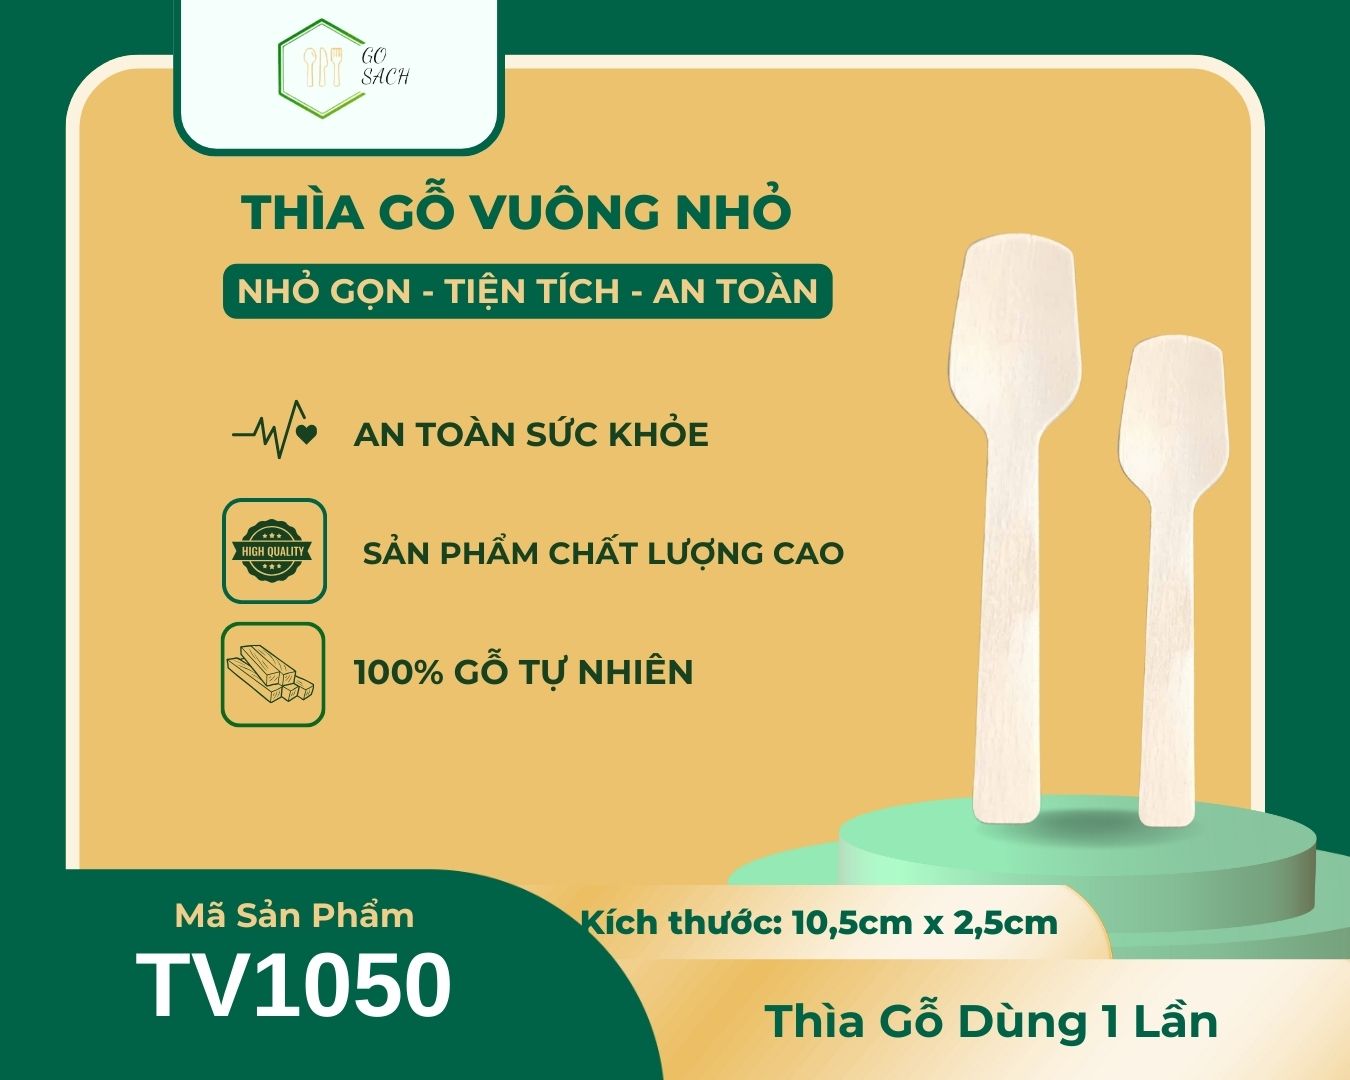 GO
SACH
THÌA GỖ VUÔNG NHỎ
NHỎ GỌN - TIỆN TÍCH - AN TOÀN
AN TOÀN SỨC KHỎE
HIGH QUALITY
SẢN PHẨM CHẤT LƯỢNG CAO
100% GỖ TỰ NHIÊN
Mã Sản Phẩm
TV1050
Kích thước: 10,5cm x 2,5cm
Thìa Gỗ Dùng 1 Lần